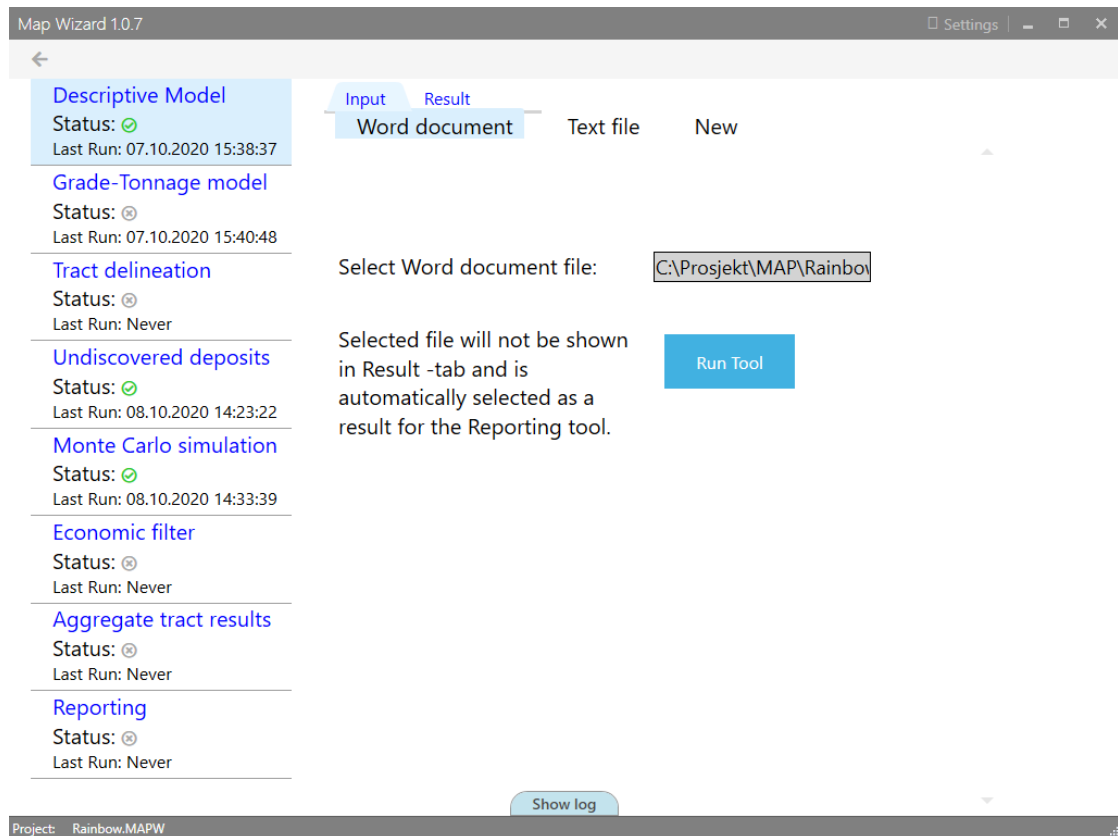 Map Wizard 1.0.7
Settings
Descriptive Model
Status:
Last Run: 07.10.2020 15:38:37
Grade-Tonnage model
Status:
Last Run: 07.10.2020 15:40:48
Tract delineation
Status:
Last Run: Never
Undiscovered deposits
Status:
Last Run: 08.10.2020 14:23:22
Monte Carlo simulation
Status:
Last Run: 08.10.2020 14:33:39
Economic filter
Status:
Last Run: Never
Aggregate tract results
Status:
Last Run: Never
Reporting
Status:
Last Run: Never
Input Result
Word document Text file New
Select Word document file: C:\Prosjekt\MAP\Rainbow
Selected file will not be shown
in Result -tab and is
automatically selected as a
result for the Reporting tool.
Run Tool
Show log
Project: Rainbow.MAPW